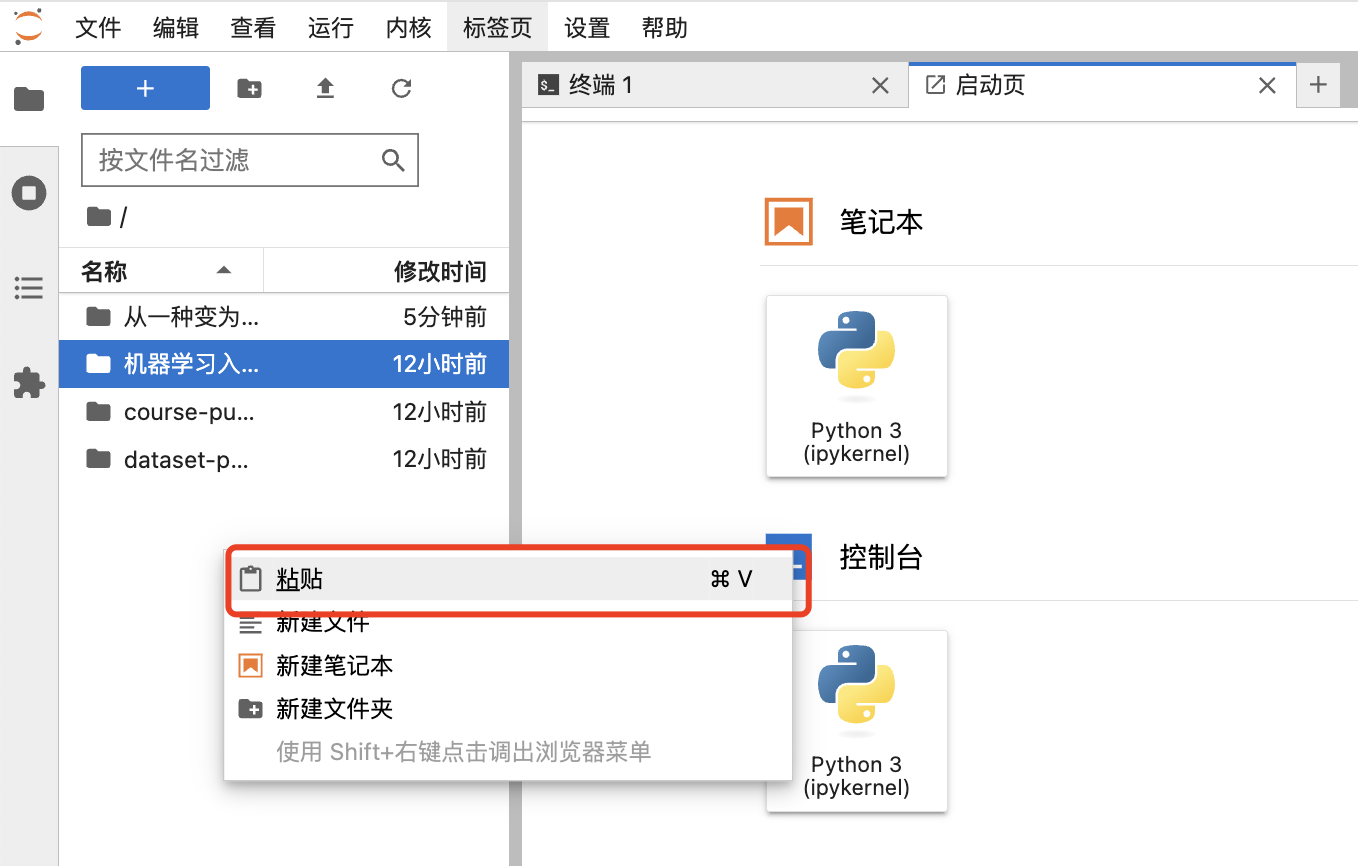 文件 编辑 查看 运行 内核 标签页 设置 帮助
终端 1
启动页
按文件名过滤
/
名称 修改时间
从一种变为... 5分钟前
机器学习入... 12小时前
course-pu... 12小时前
dataset-p... 12小时前
粘贴 ⌘ V
新建文件
新建笔记本
新建文件夹
使用 Shift+右键点击调出浏览器菜单
笔记本
Python 3
(ipykernel)
控制台
Python 3
(ipykernel)